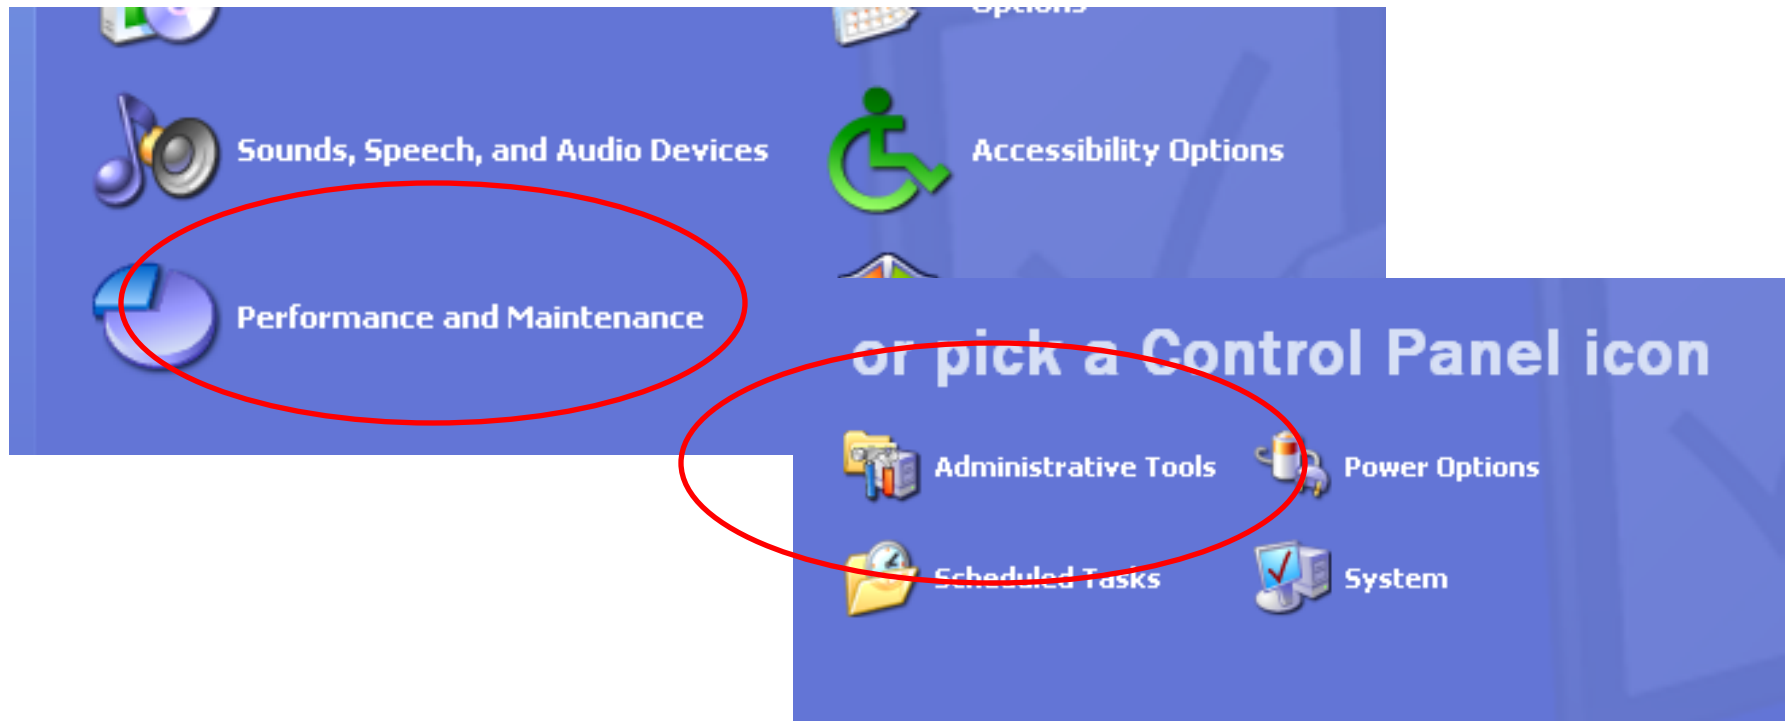 Options
Sounds, Speech, and Audio Devices
Accessibility Options
Performance and Maintenance
or pick a Control Panel icon
Administrative Tools
Power Options
Scheduled Tasks
System